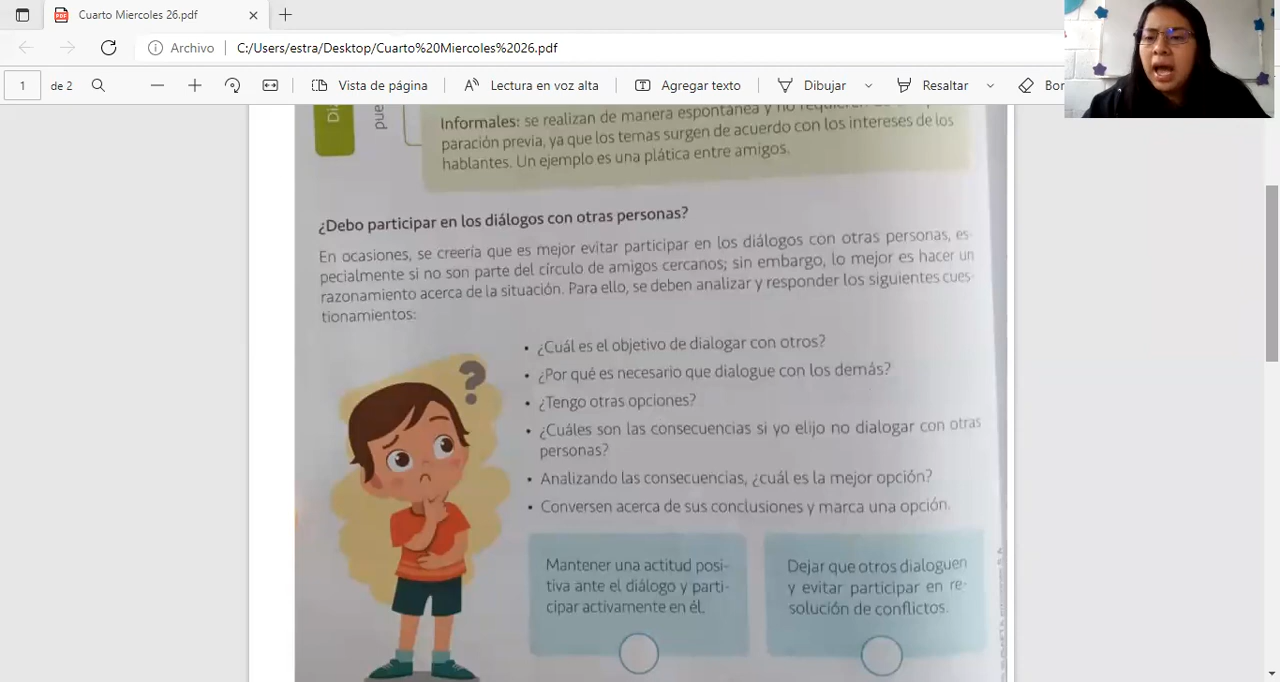 Cuarto Miercoles 26.pdf
Archivo
C:/Users/estra/Desktop/Cuarto%20Miercoles%2026.pdf
1 de 2
Vista de página
Lectura en voz alta
Agregar texto
Dibujar
Resaltar
Bor
Di
pue
Informales: se realizan de manera espontánea y no
paración previa, ya que los temas surgen de acuerdo con los intereses de los
hablantes. Un ejemplo es una plática entre amigos.
¿Debo participar en los diálogos con otras personas?
En ocasiones, se creería que es mejor evitar participar en los diálogos con otras personas, es-
pecialmente si no son parte del círculo de amigos cercanos; sin embargo, lo mejor es hacer un
razonamiento acerca de la situación. Para ello, se deben analizar y responder los siguientes cues-
tionamientos:
• ¿Cuál es el objetivo de dialogar con otros?
• ¿Por qué es necesario que dialogue con los demás?
• ¿Tengo otras opciones?
• ¿Cuáles son las consecuencias si yo elijo no dialogar con otras
personas?
• Analizando las consecuencias, ¿cuál es la mejor opción?
• Conversen acerca de sus conclusiones y marca una opción.
?
Mantener una actitud posi-
tiva ante el diálogo y parti-
cipar activamente en él.
Dejar que otros dialoguen
y evitar participar en re-
solución de conflictos.